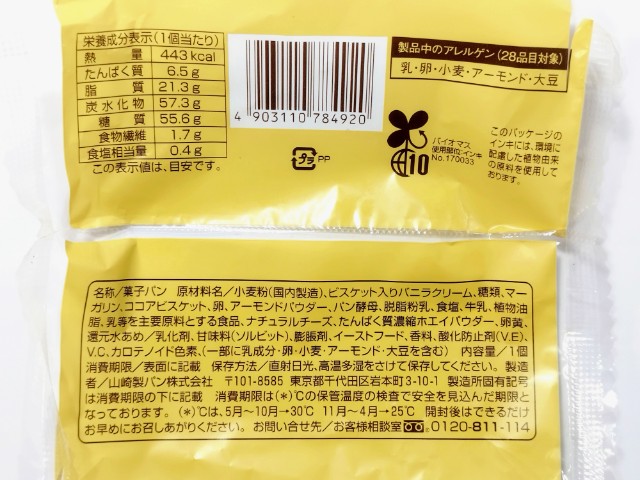 栄養成分表示(1個当たり)
熱量 443kcal
たんぱく質 6.5g
脂質 21.3g
炭水化物 57.3g
糖質 55.6g
食物繊維 1.7g
食塩相当量 0.4g
この表示値は、目安です。
4 903110 784920
プラ PP
製品中のアレルゲン(28品目対象)
乳・卵・小麦・アーモンド・大豆
10
バイオマス
使用部位:インキ
No.170033
このパッケージの
インキには、環境に
配慮した植物由来
の原料を使用して
おります。
名称/菓子パン 原材料名/小麦粉(国内製造)、ビスケット入りバニラクリーム、糖類、マー
ガリン、ココアビスケット、卵、アーモンドパウダー、パン酵母、脱脂粉乳、食塩、牛乳、植物油
脂、乳等を主要原料とする食品、ナチュラルチーズ、たんぱく質濃縮ホエイパウダー、卵黄、
還元水あめ/乳化剤、甘味料(ソルビット)、膨脹剤、イーストフード、香料、酸化防止剤(V.E)、
V.C、カロテノイド色素、(一部に乳成分・卵・小麦・アーモンド・大豆を含む) 内容量/1個
消費期限/表面に記載 保存方法/直射日光、高温多湿をさけて保存してください。 製造
者/山崎製パン株式会社 〒101-8585 東京都千代田区岩本町3-10-1 製造所固有記号
は消費期限の下に記載 消費期限は(*)℃の保管温度の検査で安全を見込んだ期限と
なっております。(*)℃は、5月~10月→30℃ 11月~4月→25℃ 開封後はできるだけ
お早めにお召しあがりください。 お問い合せ先/お客様相談室 0120-811-114